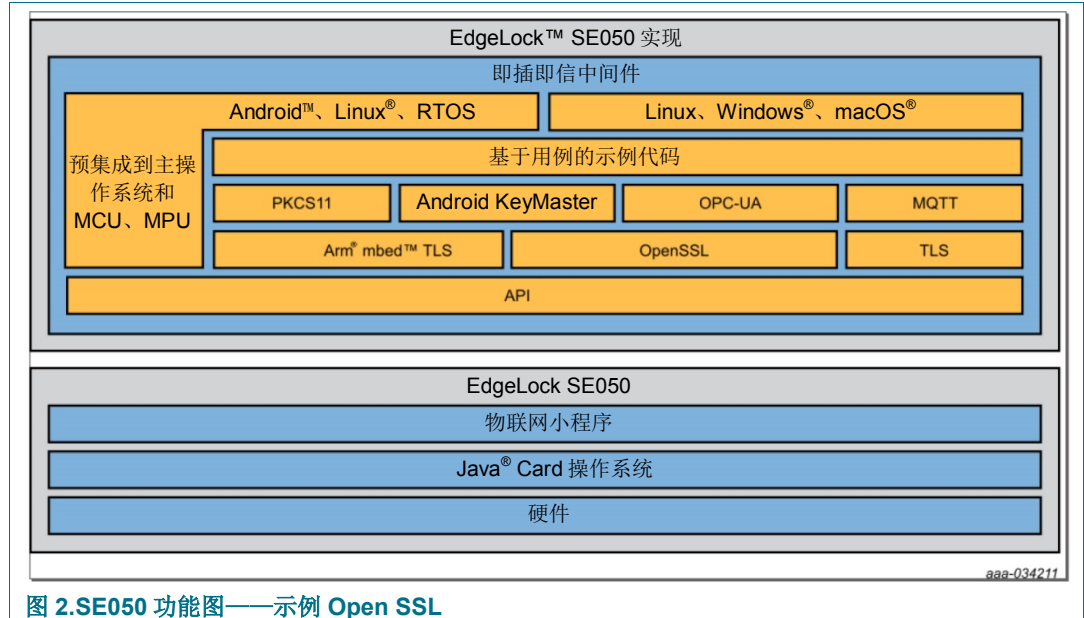 EdgeLock™ SE050 实现
即插即信中间件
Android™、Linux®、RTOS
Linux、Windows®、macOS®
预集成到主操
作系统和
MCU、MPU
基于用例的示例代码
PKCS11
Android KeyMaster
OPC-UA
MQTT
Arm® mbed™ TLS
OpenSSL
TLS
API
EdgeLock SE050
物联网小程序
Java® Card 操作系统
硬件
aaa-034211
图 2.SE050 功能图——示例 Open SSL